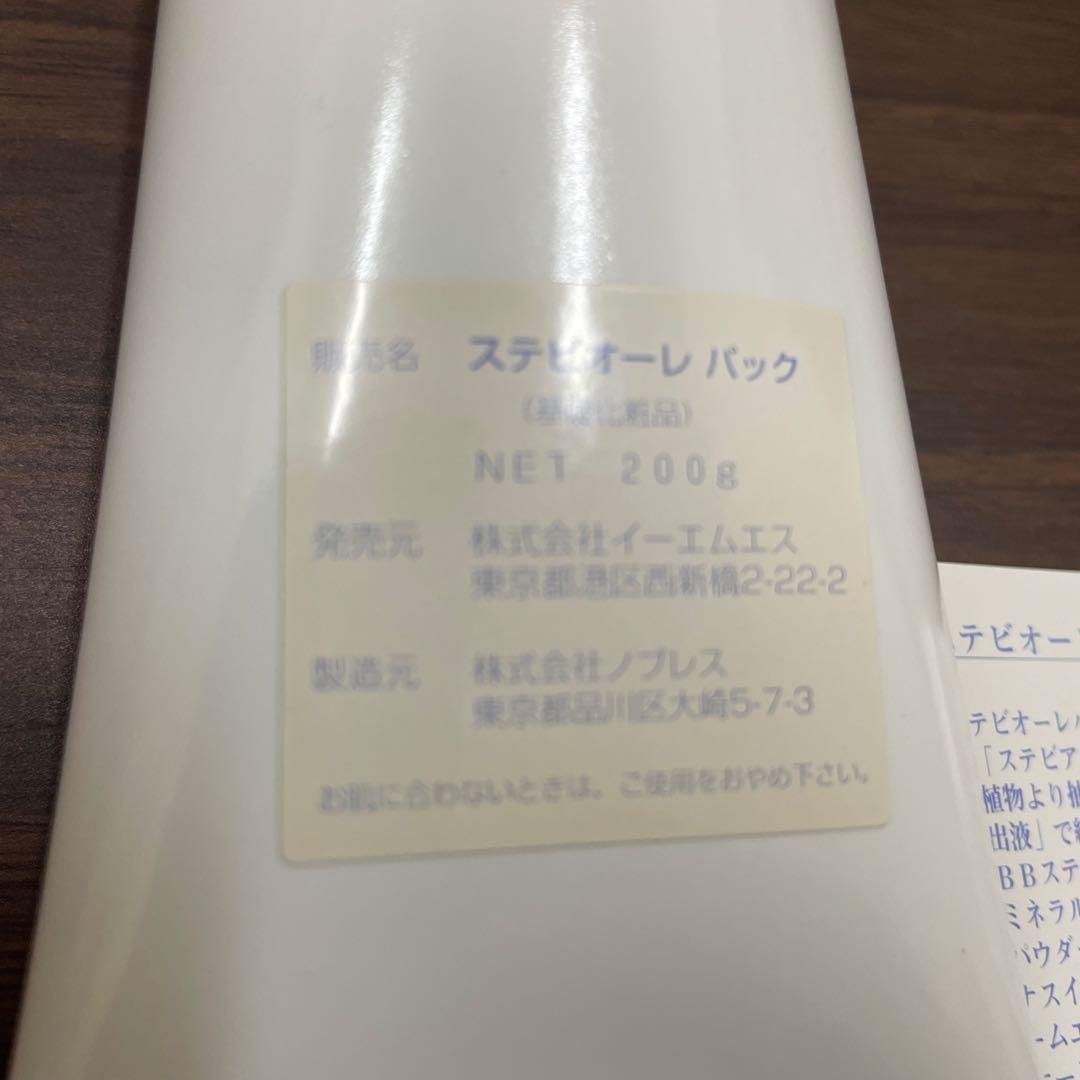 販売名 ステビオーレ パック
(基礎化粧品)
NET 200g
発売元 株式会社イーエムエス
東京都港区西新橋2-22-2
製造元 株式会社ノブレス
東京都品川区大崎5-7-3
お肌に合わないときは、ご使用をおやめ下さい。
テビオー
テビオーレ
「ステビア
植物より抽
出液」で
BBステ
ミネラル
パウダー
トスイ
ームエ